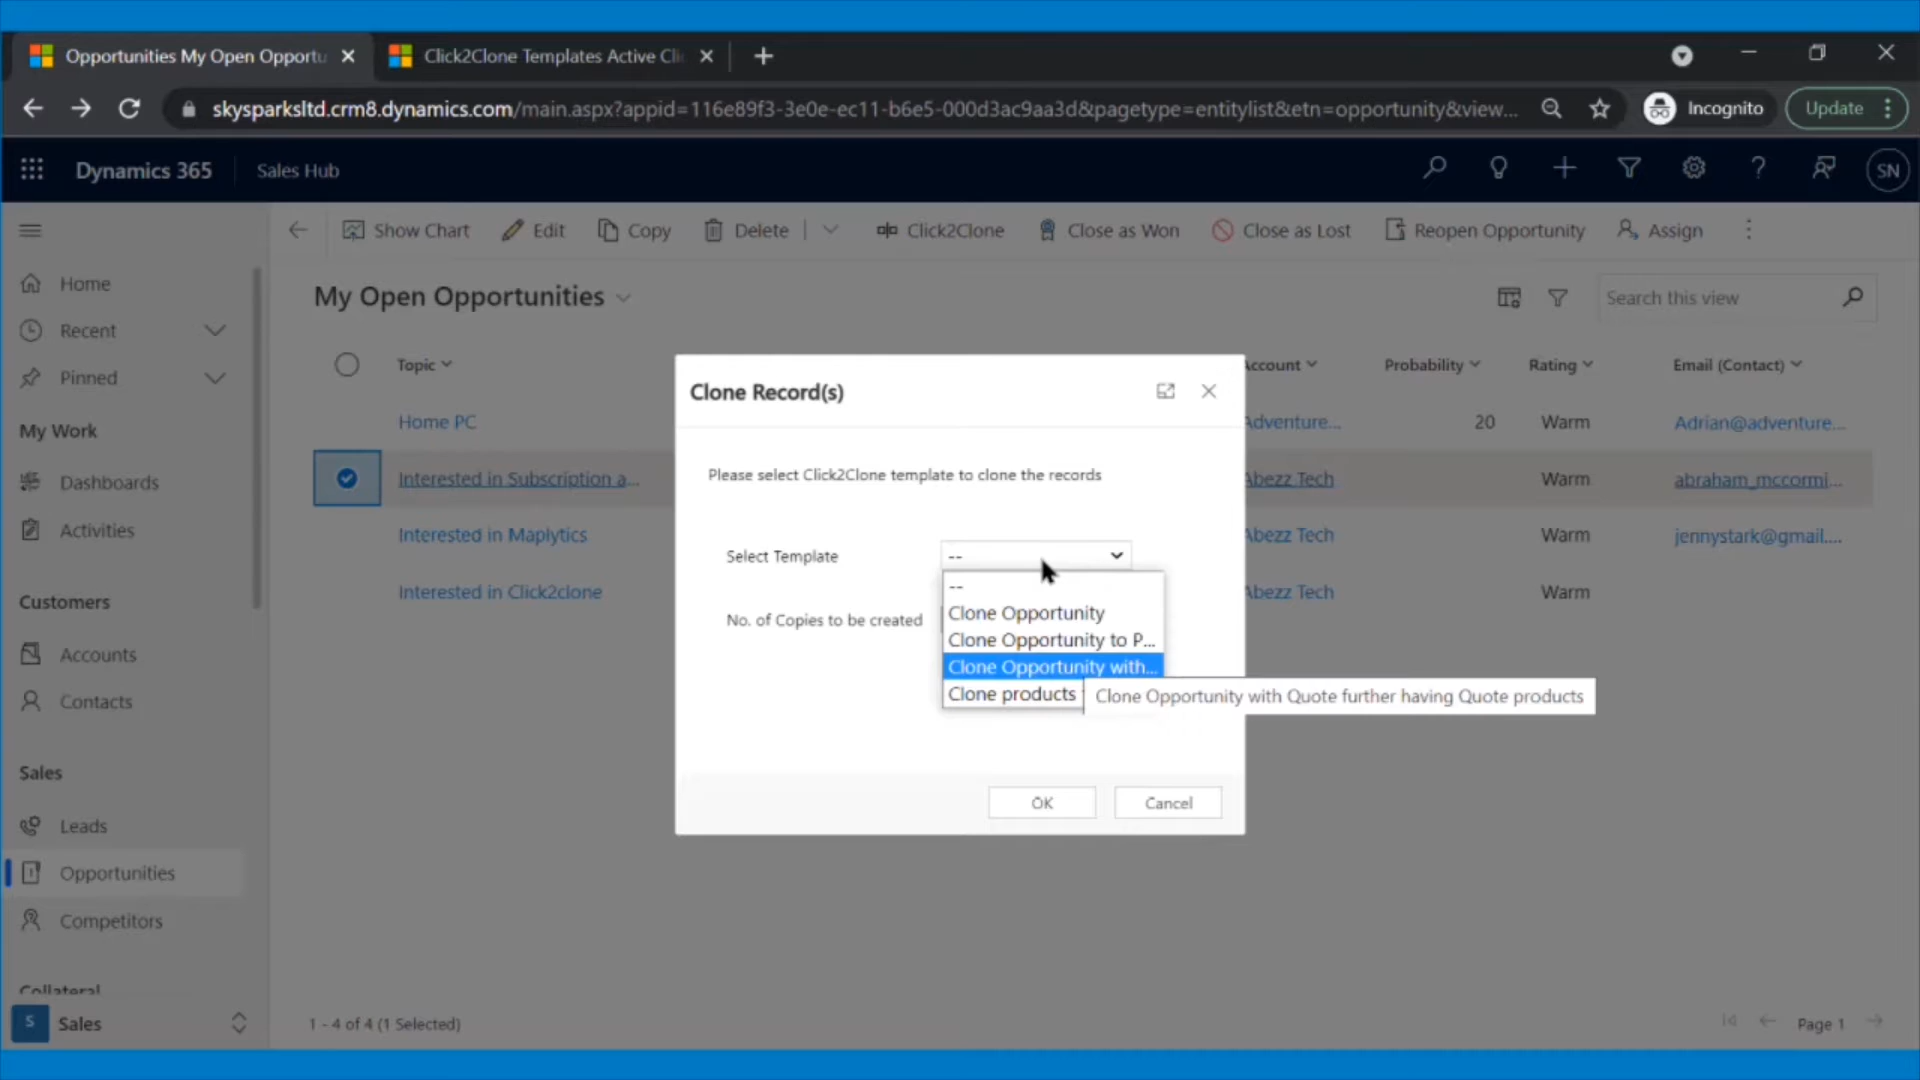 Opportunities My Open Opportu
Click2Clone Templates Active Cli
skysparksltd.crm8.dynamics.com/main.aspx?appid=116e89f3-3e0e-ec11-b6e5-000d3ac9aa3d&pagetype=entitylist&etn=opportunity&view...
Incognito
Update
Dynamics 365
Sales Hub
SN
Show Chart
Edit
Copy
Delete
Click2Clone
Close as Won
Close as Lost
Reopen Opportunity
Assign
Home
Recent
Pinned
My Work
Dashboards
Activities
Customers
Accounts
Contacts
Sales
Leads
Opportunities
Competitors
Collateral
S
Sales
My Open Opportunities
Search this view
Topic
Account
Probability
Rating
Email (Contact)
Home PC
Adventure...
20
Warm
Adrian@adventure...
Interested in Subscription a...
Abezz Tech
Warm
abraham_mccormi...
Interested in Maplytics
Abezz Tech
Warm
jennystark@gmail....
Interested in Click2clone
Abezz Tech
Warm
Clone Record(s)
Please select Click2Clone template to clone the records
Select Template
--
--
Clone Opportunity
Clone Opportunity to P...
Clone Opportunity with...
Clone products
Clone Opportunity with Quote further having Quote products
No. of Copies to be created
OK
Cancel
1 - 4 of 4 (1 Selected)
Page 1